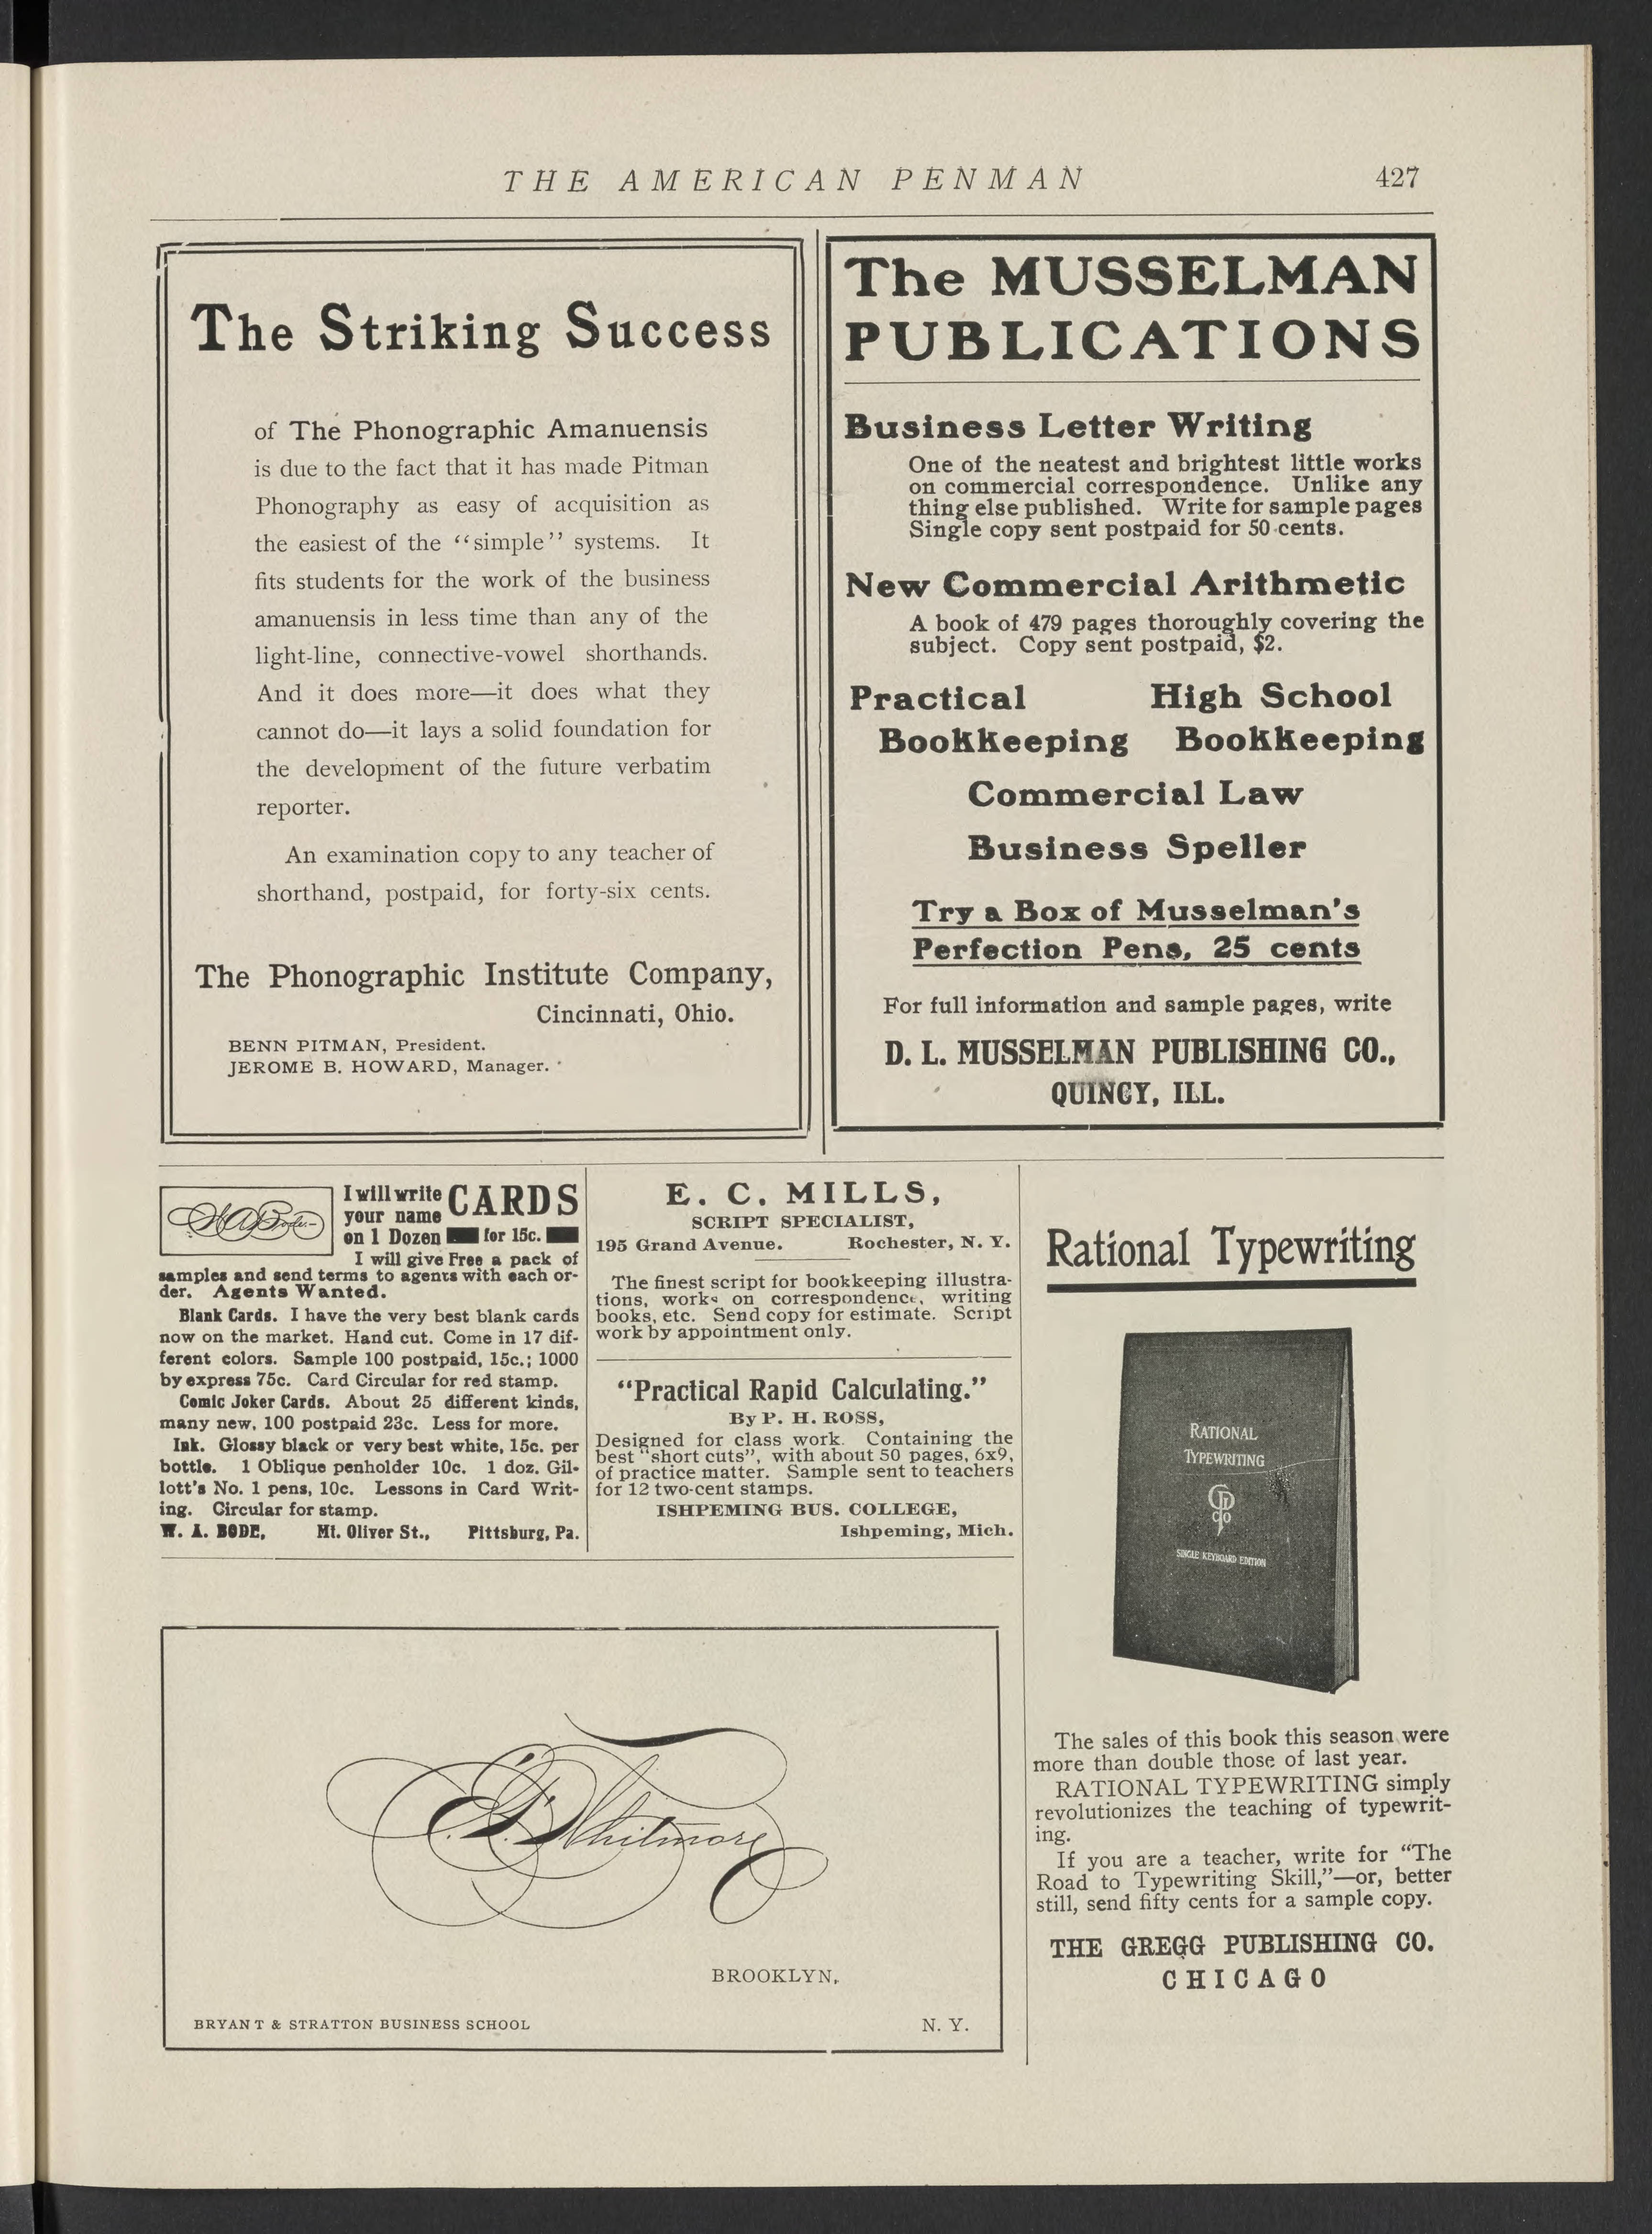 THE AMERICAN PENMAN
427
The Striking Success
of The Phonographic Amanuensis
is due to the fact that it has made Pitman
Phonography as easy of acquisition as
the easiest of the “simple” systems. It
fits students for the work of the business
amanuensis in less time than any of the
light-line, connective-vowel shorthands.
And it does more—it does what they
cannot do—it lays a solid foundation for
the development of the future verbatim
reporter.
An examination copy to any teacher of
shorthand, postpaid, for forty-six cents.
The Phonographic Institute Company,
Cincinnati, Ohio.
BENN PITMAN, President.
JEROME B. HOWARD, Manager.
The MUSSELMAN
PUBLICATIONS
Business Letter Writing
One of the neatest and brightest little works
on commercial correspondence. Unlike any
thing else published. Write for sample pages
Single copy sent postpaid for 50 cents.
New Commercial Arithmetic
A book of 479 pages thoroughly covering the
subject. Copy sent postpaid, $2.
Practical High School
Bookkeeping Bookkeeping
Commercial Law
Business Speller
Try a Box of Musselman's
Perfection Pens, 25 cents
For full information and sample pages, write
D. L. MUSSELMAN PUBLISHING CO.,
QUINCY, ILL.
W. A. Bode
I will write CARDS
your name
on 1 Dozen for 15c.
I will give Free a pack of
samples and send terms to agents with each or-
der. Agents Wanted.
Blank Cards. I have the very best blank cards
now on the market. Hand cut. Come in 17 dif-
ferent colors. Sample 100 postpaid, 15c.; 1000
by express 75c. Card Circular for red stamp.
Comic Joker Cards. About 25 different kinds,
many new, 100 postpaid 23c. Less for more.
Ink. Glossy black or very best white, 15c. per
bottle. 1 Oblique penholder 10c. 1 doz. Gil-
lott's No. 1 pens, 10c. Lessons in Card Writ-
ing. Circular for stamp.
W. A. BODE, Mt. Oliver St., Pittsburg, Pa.
E. C. MILLS,
SCRIPT SPECIALIST,
195 Grand Avenue. Rochester, N. Y.
The finest script for bookkeeping illustra-
tions, works on correspondence, writing
books, etc. Send copy for estimate. Script
work by appointment only.
“Practical Rapid Calculating.”
By P. H. ROSS,
Designed for class work. Containing the
best “short cuts”, with about 50 pages, 6x9,
of practice matter. Sample sent to teachers
for 12 two-cent stamps.
ISHPEMING BUS. COLLEGE,
Ishpeming, Mich.
Whitmore
BROOKLYN,
BRYANT & STRATTON BUSINESS SCHOOL N. Y.
Rational Typewriting
RATIONAL
TYPEWRITING
SINGLE KEYBOARD EDITION
The sales of this book this season were
more than double those of last year.
RATIONAL TYPEWRITING simply
revolutionizes the teaching of typewrit-
ing.
If you are a teacher, write for “The
Road to Typewriting Skill,”—or, better
still, send fifty cents for a sample copy.
THE GREGG PUBLISHING CO.
CHICAGO